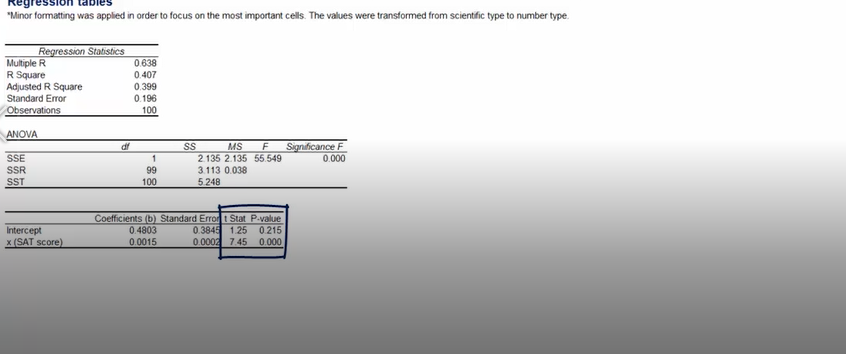 Regression tables
*Minor formatting was applied in order to focus on the most important cells. The values were transformed from scientific type to number type.
Regression Statistics
Multiple R 0.638
R Square 0.407
Adjusted R Square 0.399
Standard Error 0.196
Observations 100
ANOVA
df SS MS F Significance F
SSE 1 2.135 2.135 55.549 0.000
SSR 99 3.113 0.038
SST 100 5.248
Coefficients (b) Standard Error t Stat P-value
Intercept 0.4803 0.3845 1.25 0.215
x (SAT score) 0.0015 0.0002 7.45 0.000